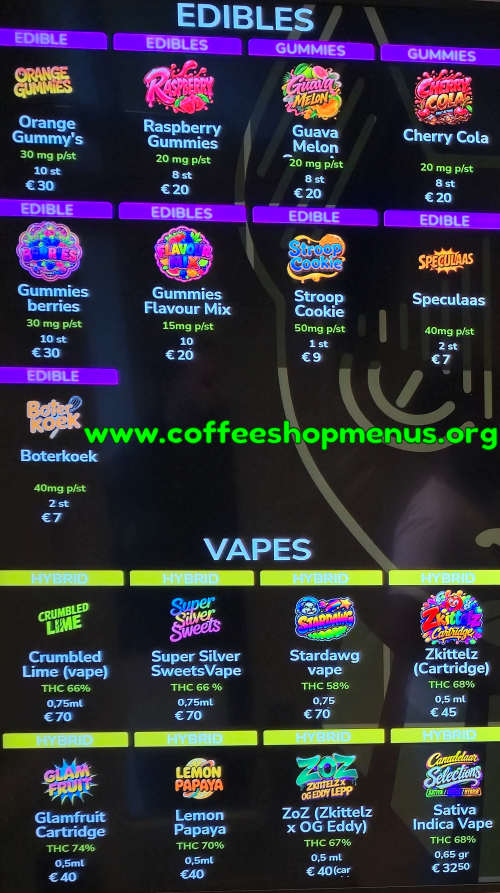 EDIBLES
EDIBLE
ORANGE
GUMMIES
Orange
Gummy's
30 mg p/st
10 st
€ 30
EDIBLES
RASPBERRY
Raspberry
Gummies
20 mg p/st
8 st
€ 20
GUMMIES
Guava
MELON
Guava
Melon
20 mg p/st
8 st
€ 20
GUMMIES
CHERRY
COLA
Cherry Cola
20 mg p/st
8 st
€ 20
EDIBLE
BERRIES
Gummies
berries
30 mg p/st
10 st
€ 30
EDIBLES
FLAVOUR
MIX
Gummies
Flavour Mix
15mg p/st
10
€ 20
EDIBLE
Stroop
Cookie
Stroop
Cookie
50mg p/st
1 st
€ 9
EDIBLE
SPECULAAS
Speculaas
40mg p/st
2 st
€ 7
EDIBLE
Boter
KOEK
Boterkoek
40mg p/st
2 st
€ 7
www.coffeeshopmenus.org
VAPES
HYBRID
CRUMBLED
LIME
Crumbled
Lime (vape)
THC 66%
0,75ml
€ 70
HYBRID
Super
Silver
Sweets
Super Silver
SweetsVape
THC 66 %
0,75ml
€ 70
HYBRID
STARDAWG
Stardawg
vape
THC 58%
0,75
€ 70
HYBRID
Zkittelz
Cartridge
Zkittelz
(Cartridge)
THC 68%
0,5 ml
€ 45
HYBRID
GLAM
FRUIT
Glamfruit
Cartridge
THC 74%
0,5ml
€ 40
HYBRID
LEMON
PAPAYA
Lemon
Papaya
THC 70%
0,5ml
€40
HYBRID
ZOZ
ZKITTELZ X
OG EDDY LEPP
ZoZ (Zkittelz
x OG Eddy)
THC 67%
0,5 ml
€ 40(car
HYBRID
Canadelaar
Selections
Sativa
Indica Vape
THC 68%
0,65 gr
€ 3250